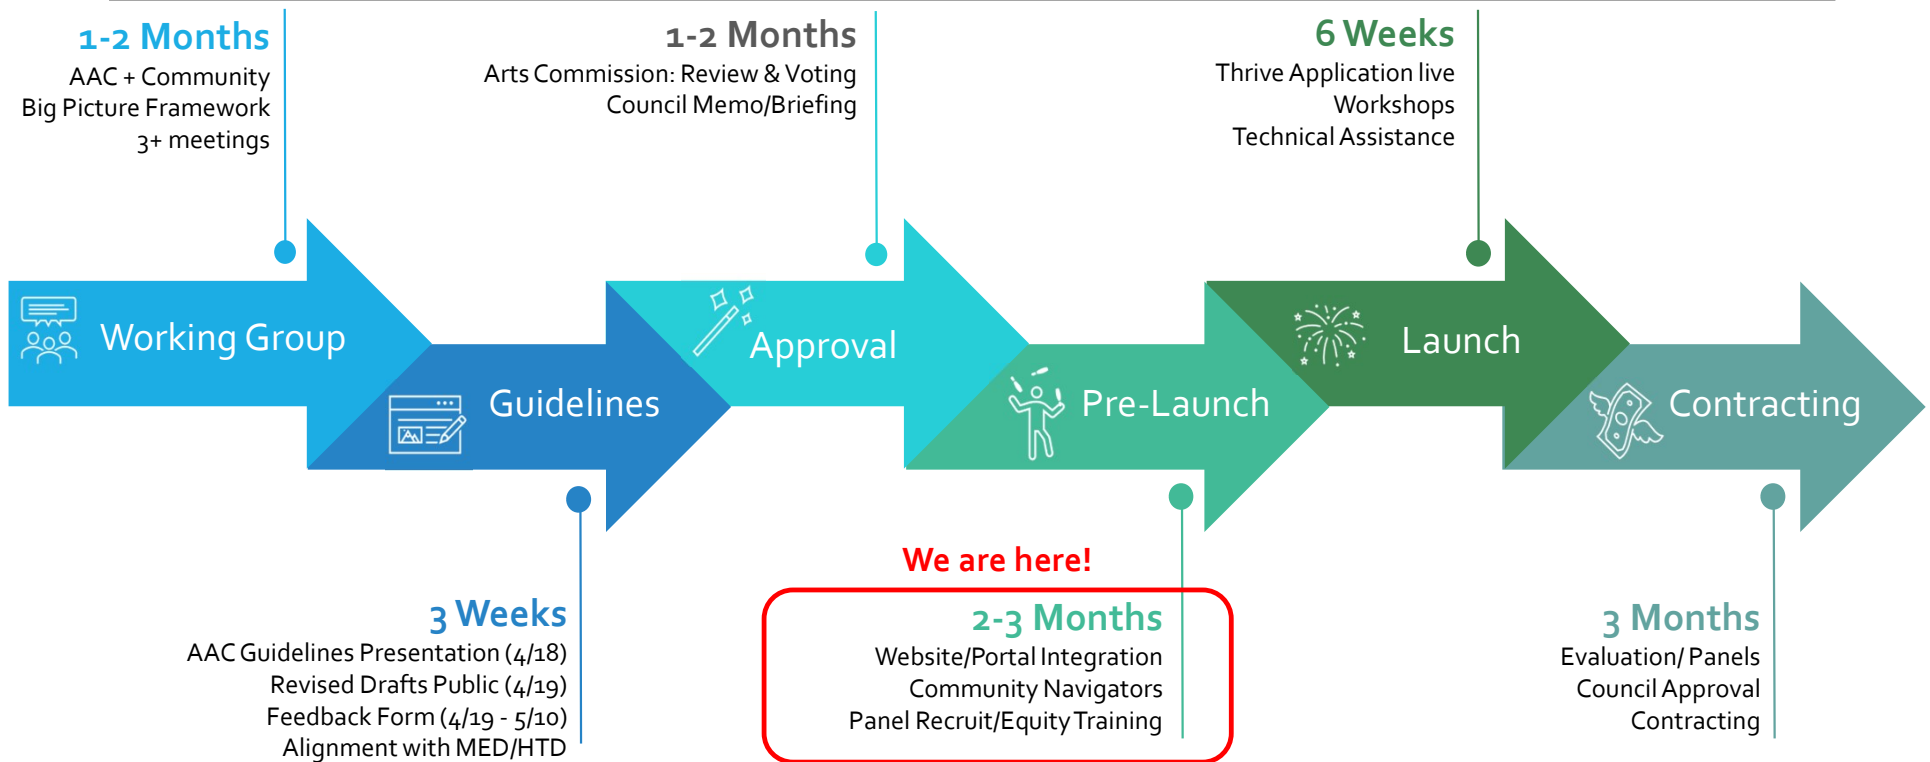 1-2 Months
AAC + Community
Big Picture Framework
3+ meetings
1-2 Months
Arts Commission: Review & Voting
Council Memo/Briefing
6 Weeks
Thrive Application live
Workshops
Technical Assistance
Working Group
Guidelines
Approval
Pre-Launch
Launch
Contracting
3 Weeks
AAC Guidelines Presentation (4/18)
Revised Drafts Public (4/19)
Feedback Form (4/19 - 5/10)
Alignment with MED/HTD
We are here!
2-3 Months
Website/Portal Integration
Community Navigators
Panel Recruit/Equity Training
3 Months
Evaluation/ Panels
Council Approval
Contracting